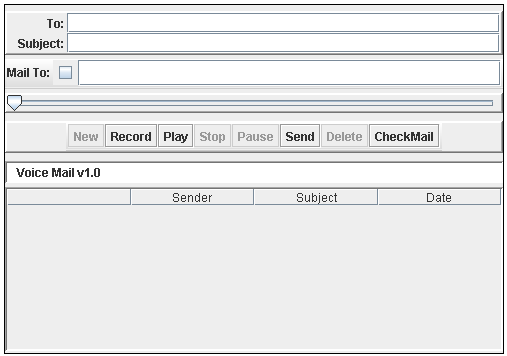 To:
Subject:
Mail To:
New Record Play Stop Pause Send Delete CheckMail
Voice Mail v1.0
Sender Subject Date